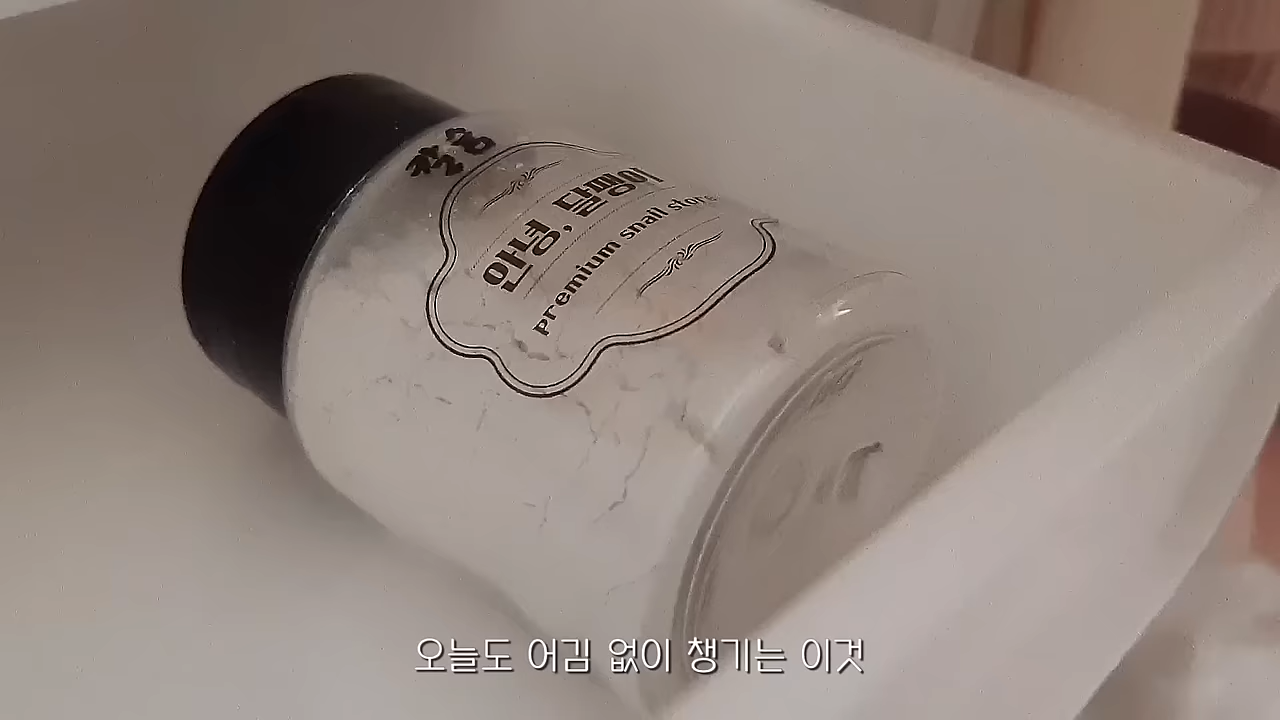 칼슘
안녕, 달팽이
premium snail store
오늘도 어김 없이 챙기는 이것